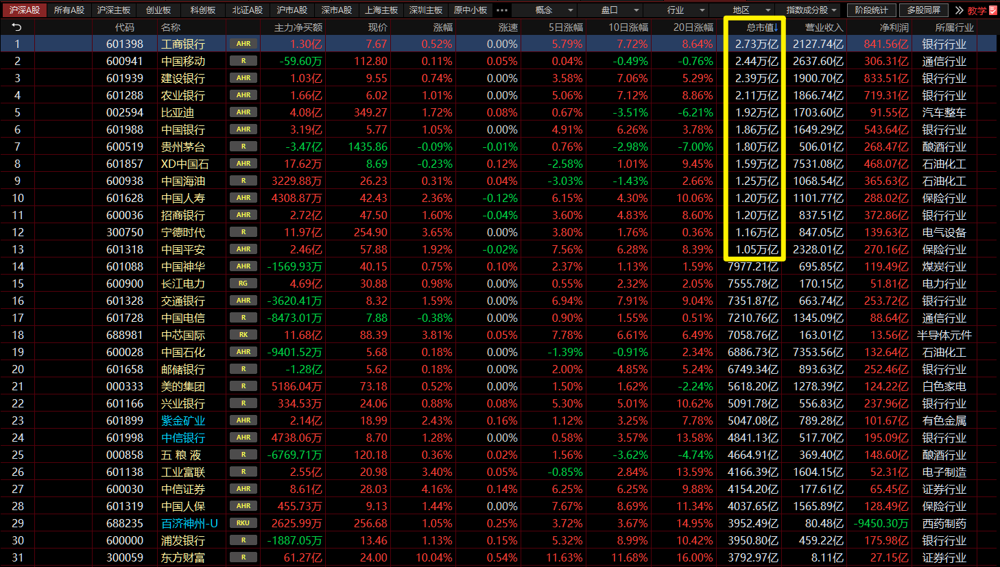 沪深A股 所有A股 沪深主板 创业板 科创板 北证A股 沪市A股 深市A股 上海主板 深圳主板 原中小板 ••• 概念 盘口 行业 地区 指数成分股 阶段统计 多股同屏 教学
代码 名称 主力净买额 现价 涨幅 涨速 5日涨幅 10日涨幅 20日涨幅 总市值↓ 营业收入 净利润 所属行业
1 601398 工商银行 AHR 1.30亿 7.67 0.52% 0.00% 5.79% 7.72% 8.64% 2.73万亿 2127.74亿 841.56亿 银行行业
2 600941 中国移动 R -59.60万 112.80 0.11% 0.05% 0.04% -0.49% -0.76% 2.44万亿 2637.60亿 306.31亿 通信行业
3 601939 建设银行 AHR 1.03亿 9.55 0.74% 0.00% 3.58% 7.06% 5.29% 2.39万亿 1900.70亿 833.51亿 银行行业
4 601288 农业银行 AHR 1.66亿 6.02 1.01% 0.00% 5.06% 7.12% 8.86% 2.11万亿 1866.74亿 719.31亿 银行行业
5 002594 比亚迪 AHR 4.08亿 349.27 1.72% 0.08% 0.67% -3.51% -6.21% 1.92万亿 1703.60亿 91.55亿 汽车整车
6 601988 中国银行 AHR 3.19亿 5.77 1.05% 0.00% 4.91% 6.26% 3.78% 1.86万亿 1649.29亿 543.64亿 银行行业
7 600519 贵州茅台 R -3.47亿 1435.86 -0.09% -0.01% 0.76% -2.98% -7.00% 1.80万亿 506.01亿 268.47亿 酿酒行业
8 601857 XD中国石 AHR 17.62万 8.69 -0.23% 0.12% -2.58% 1.01% 9.45% 1.59万亿 7531.08亿 468.07亿 石油化工
9 600938 中国海油 R 3229.88万 26.23 0.31% 0.04% -3.03% -1.43% 2.66% 1.25万亿 1068.54亿 365.63亿 石油化工
10 601628 中国人寿 AHR 4308.87万 42.43 2.36% -0.12% 6.15% 4.30% 10.06% 1.20万亿 1101.77亿 288.02亿 保险行业
11 600036 招商银行 AHR 2.72亿 47.50 1.60% -0.04% 3.60% 4.83% 8.60% 1.20万亿 837.51亿 372.86亿 银行行业
12 300750 宁德时代 R 11.97亿 254.90 3.65% 0.00% 3.80% 1.76% 0.36% 1.16万亿 847.05亿 139.63亿 电气设备
13 601318 中国平安 AHR 2.46亿 57.88 1.92% -0.02% 7.56% 6.28% 8.39% 1.05万亿 2328.01亿 270.16亿 保险行业
14 601088 中国神华 AHR -1569.93万 40.15 0.75% 0.10% 2.37% 1.13% 1.59% 7977.21亿 695.85亿 119.49亿 煤炭行业
15 600900 长江电力 RG 4.69亿 30.88 0.98% 0.00% 0.55% 2.32% 2.05% 7555.78亿 170.15亿 51.81亿 电力行业
16 601328 交通银行 AHR -3620.41万 8.32 1.59% 0.00% 6.94% 7.91% 9.04% 7351.87亿 663.74亿 253.72亿 银行行业
17 601728 中国电信 R -8473.01万 7.88 -0.38% 0.00% 0.90% 1.55% 0.51% 7210.76亿 1345.09亿 88.64亿 通信行业
18 688981 中芯国际 RK 11.68亿 88.39 3.81% 0.05% 7.78% 6.61% 6.49% 7058.76亿 163.01亿 13.56亿 半导体元件
19 600028 中国石化 AHR -9401.52万 5.68 0.18% 0.00% -1.39% -0.91% 2.34% 6886.73亿 7353.56亿 132.64亿 石油化工
20 601658 邮储银行 R -1.28亿 5.62 0.18% 0.00% 2.00% 4.85% 5.24% 6749.34亿 893.63亿 252.46亿 银行行业
21 000333 美的集团 R 5186.04万 73.18 0.52% 0.00% 1.50% 1.62% -2.24% 5618.20亿 1278.39亿 124.22亿 白色家电
22 601166 兴业银行 R 334.53万 24.06 0.88% 0.08% 5.30% 5.01% 10.62% 5091.78亿 556.83亿 237.96亿 银行行业
23 601899 紫金矿业 AHR 2.14亿 18.99 2.43% 0.16% 1.12% 3.25% 7.78% 5047.08亿 789.28亿 101.67亿 有色金属
24 601998 中信银行 AHR 4738.06万 8.70 1.28% 0.00% 0.58% 3.57% 13.58% 4841.13亿 517.70亿 195.09亿 银行行业
25 000858 五 粮 液 R -6769.71万 120.18 0.36% 0.02% 1.56% -3.62% -4.74% 4664.91亿 369.40亿 148.60亿 酿酒行业
26 601138 工业富联 R 2.55亿 20.98 3.40% 0.05% -0.85% 2.84% 13.59% 4166.39亿 1604.15亿 52.31亿 电子制造
27 600030 中信证券 AHR 8.61亿 28.03 4.16% 0.14% 6.25% 6.25% 9.88% 4154.20亿 177.61亿 65.45亿 证券行业
28 601319 中国人保 AHR 455.73万 9.13 1.44% 0.00% 7.67% 8.69% 11.34% 4037.65亿 1565.89亿 128.49亿 保险行业
29 688235 百济神州-U RKU 2625.99万 256.68 1.05% 0.25% 3.72% 3.67% 14.95% 3952.49亿 80.48亿 -9450.30万 西药制药
30 600000 浦发银行 R -1887.05万 13.46 1.13% 0.15% 5.32% 8.99% 10.42% 3950.80亿 459.22亿 175.98亿 银行行业
31 300059 东方财富 R 61.27亿 24.00 10.04% 0.54% 11.63% 11.68% 16.00% 3792.97亿 8.11亿 27.15亿 证券行业